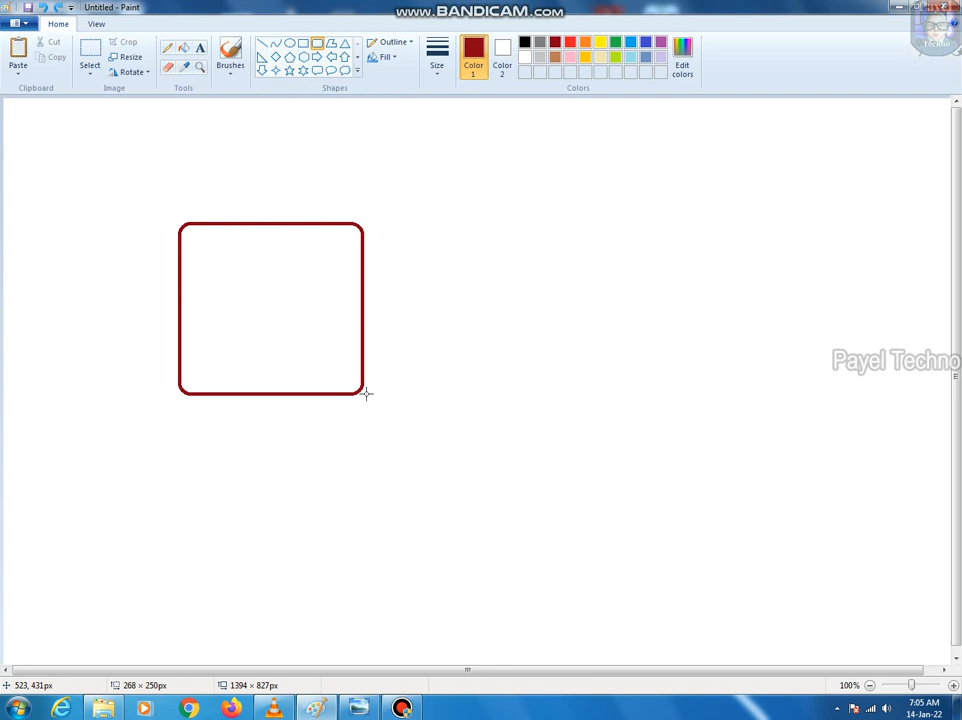 Untitled - Paint
www.BANDICAM.com
Home
View
Paste
Cut
Copy
Clipboard
Select
Crop
Resize
Rotate
Image
A
Tools
Brushes
Shapes
Outline
Fill
Size
Color
1
Color
2
Edit
colors
Colors
Techno
Payel Techno
523, 431px
268 × 250px
1394 × 827px
100%
7:05 AM
14-Jan-22